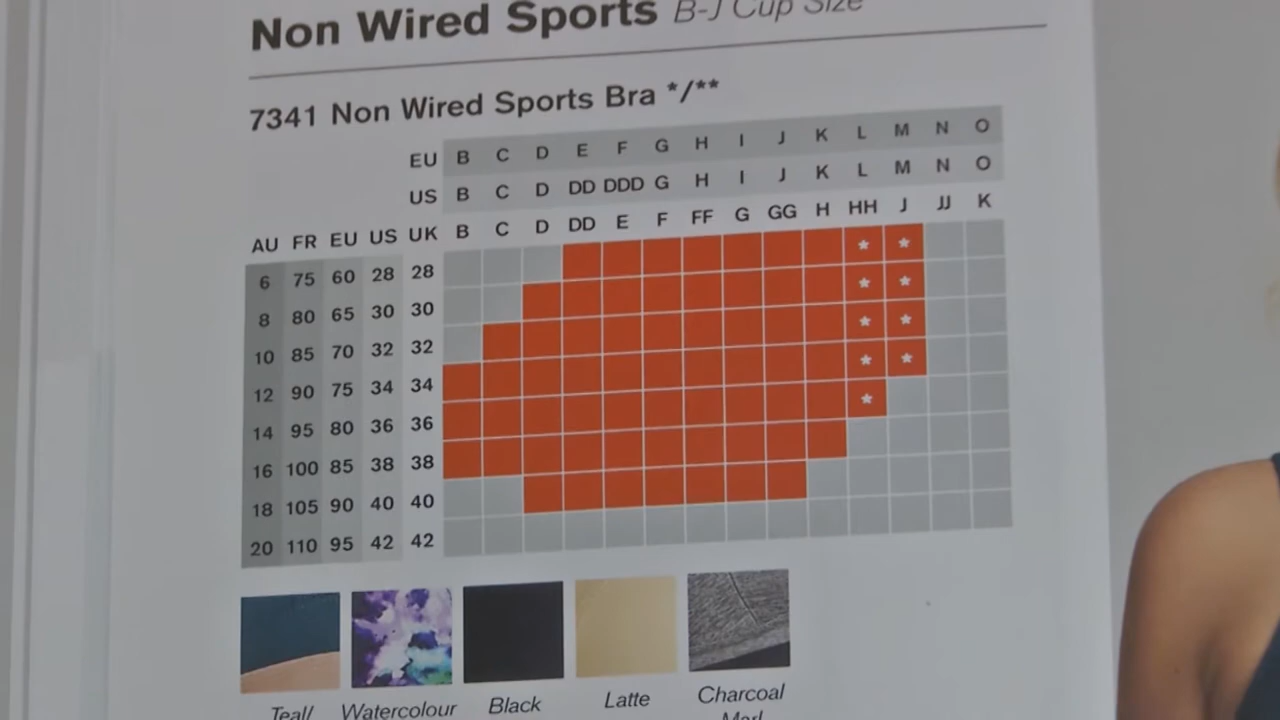 Non Wired Sports B-J Cup Size
7341 Non Wired Sports Bra */**
EU B C D E F G H I J K L M N O
US B C D DD DDD G H I J K L M N O
AU FR EU US UK B C D DD E F FF G GG H HH J JJ K
6 75 60 28 28 * *
8 80 65 30 30 * *
10 85 70 32 32 * *
12 90 75 34 34 * *
14 95 80 36 36 *
16 100 85 38 38
18 105 90 40 40
20 110 95 42 42
Teal/ Watercolour Black Latte Charcoal
Marl